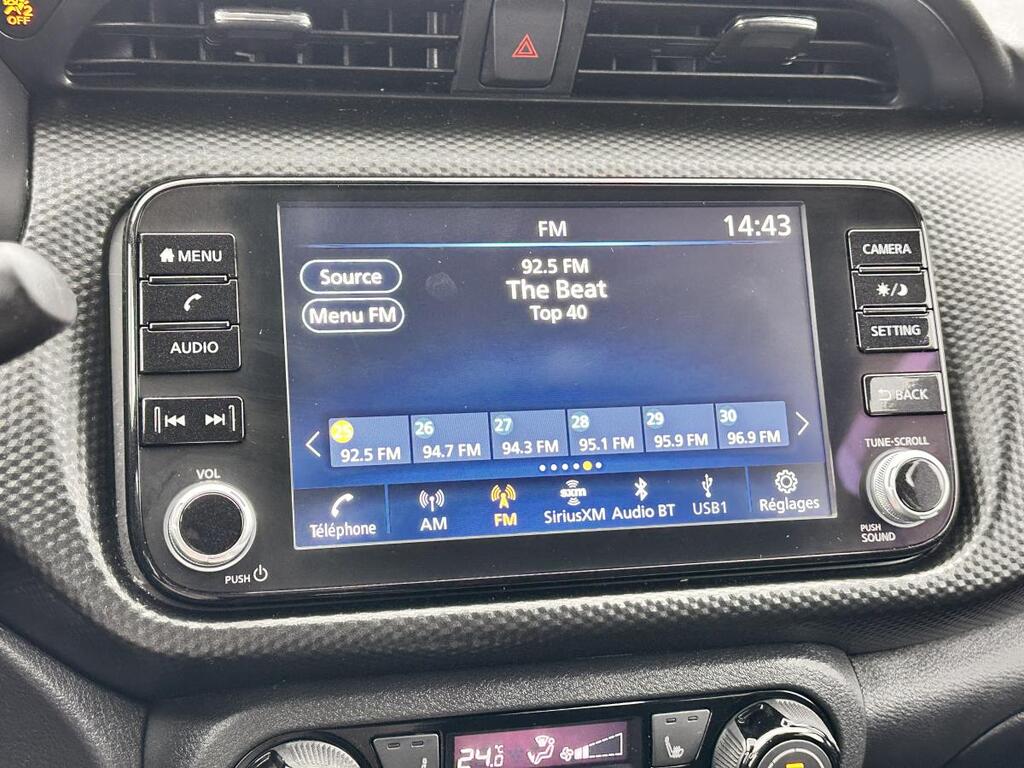 OFF
FM
14:43
MENU
CAMERA
AUDIO
SETTING
BACK
Source
Menu FM
92.5 FM
The Beat
Top 40
25
92.5 FM
26
94.7 FM
27
94.3 FM
28
95.1 FM
29
95.9 FM
30
96.9 FM
Téléphone
AM
FM
sxm
SiriusXM
Audio BT
USB1
Réglages
VOL
PUSH
TUNE-SCROLL
PUSH
SOUND
24.0°C